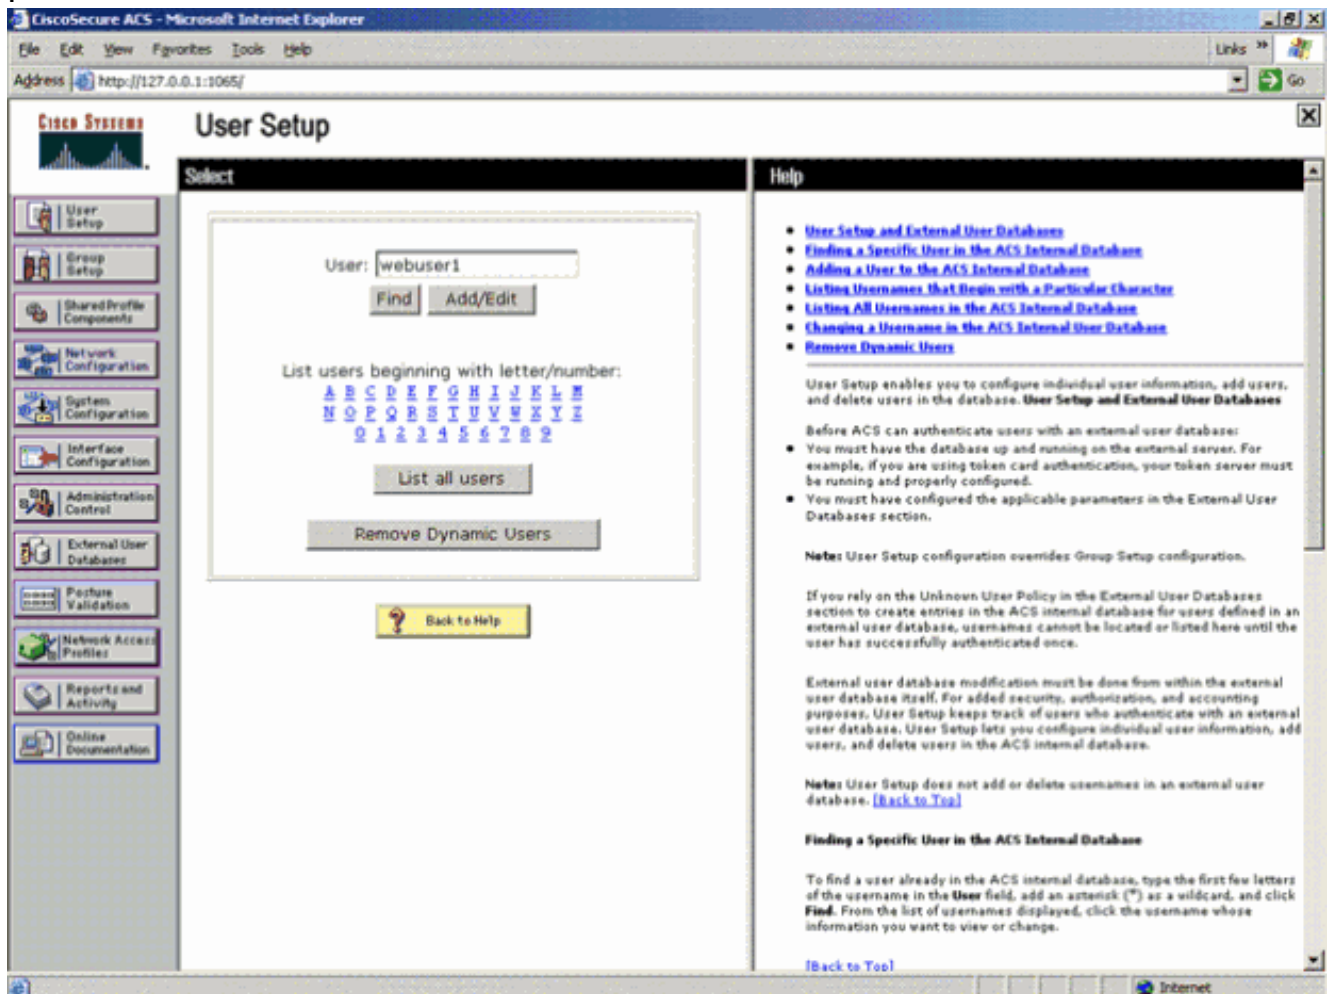 CiscoSecure ACS - Microsoft Internet Explorer
File Edit View Favorites Tools Help
Links »
Address http://127.0.0.1:1065/
Go
CISCO SYSTEMS
User Setup
Select
Help
User
Setup
Group
Setup
Shared Profile
Components
Network
Configuration
System
Configuration
Interface
Configuration
Administration
Control
External User
Databases
Posture
Validation
Network Access
Profiles
Reports and
Activity
Online
Documentation
User: webuser1
Find Add/Edit
List users beginning with letter/number:
A B C D E F G H I J K L M
N O P Q R S T U V W X Y Z
0 1 2 3 4 5 6 7 8 9
List all users
Remove Dynamic Users
? Back to Help
• User Setup and External User Databases
• Finding a Specific User in the ACS Internal Database
• Adding a User to the ACS Internal Database
• Listing Usernames that Begin with a Particular Character
• Listing All Usernames in the ACS Internal Database
• Changing a Username in the ACS Internal User Database
• Remove Dynamic Users
User Setup enables you to configure individual user information, add users,
and delete users in the database. User Setup and External User Databases
Before ACS can authenticate users with an external user database:
• You must have the database up and running on the external server. For
example, if you are using token card authentication, your token server must
be running and properly configured.
• You must have configured the applicable parameters in the External User
Databases section.
Note: User Setup configuration overrides Group Setup configuration.
If you rely on the Unknown User Policy in the External User Databases
section to create entries in the ACS internal database for users defined in an
external user database, usernames cannot be located or listed here until the
user has successfully authenticated once.
External user database modification must be done from within the external
user database itself. For added security, authorization, and accounting
purposes, User Setup keeps track of users who authenticate with an external
user database. User Setup lets you configure individual user information, add
users, and delete users in the ACS internal database.
Note: User Setup does not add or delete usernames in an external user
database. [Back to Top]
Finding a Specific User in the ACS Internal Database
To find a user already in the ACS internal database, type the first few letters
of the username in the User field, add an asterisk (*) as a wildcard, and click
Find. From the list of usernames displayed, click the username whose
information you want to view or change.
[Back to Top]
Internet